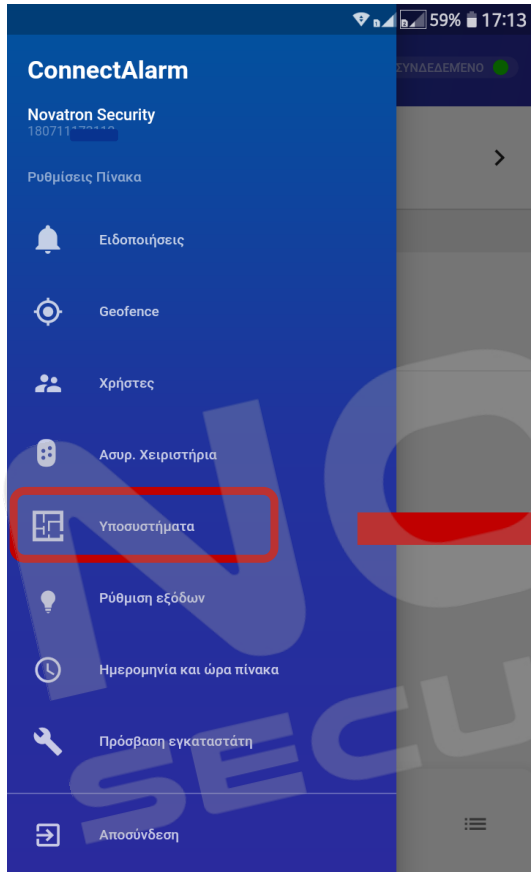 59% 17:13
ConnectAlarm
ΣΥΝΔΕΔΕΜΕΝΟ
Novatron Security
Ρυθμίσεις Πίνακα
Ειδοποιήσεις
Geofence
Χρήστες
Ασυρ. Χειριστήρια
Υποσυστήματα
Ρύθμιση εξόδων
Ημερομηνία και ώρα πίνακα
Πρόσβαση εγκαταστάτη
Αποσύνδεση